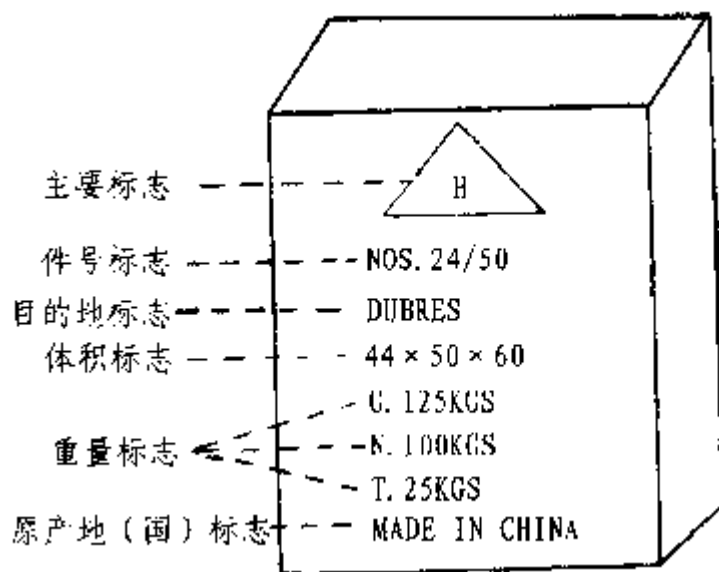 主要标志
H
件号标志
NOS. 24/50
目的地标志
DUBRES
体积标志
44 × 50 × 60
G. 125KGS
重量标志
N. 100KGS
T. 25KGS
原产地（国）标志
MADE IN CHINA